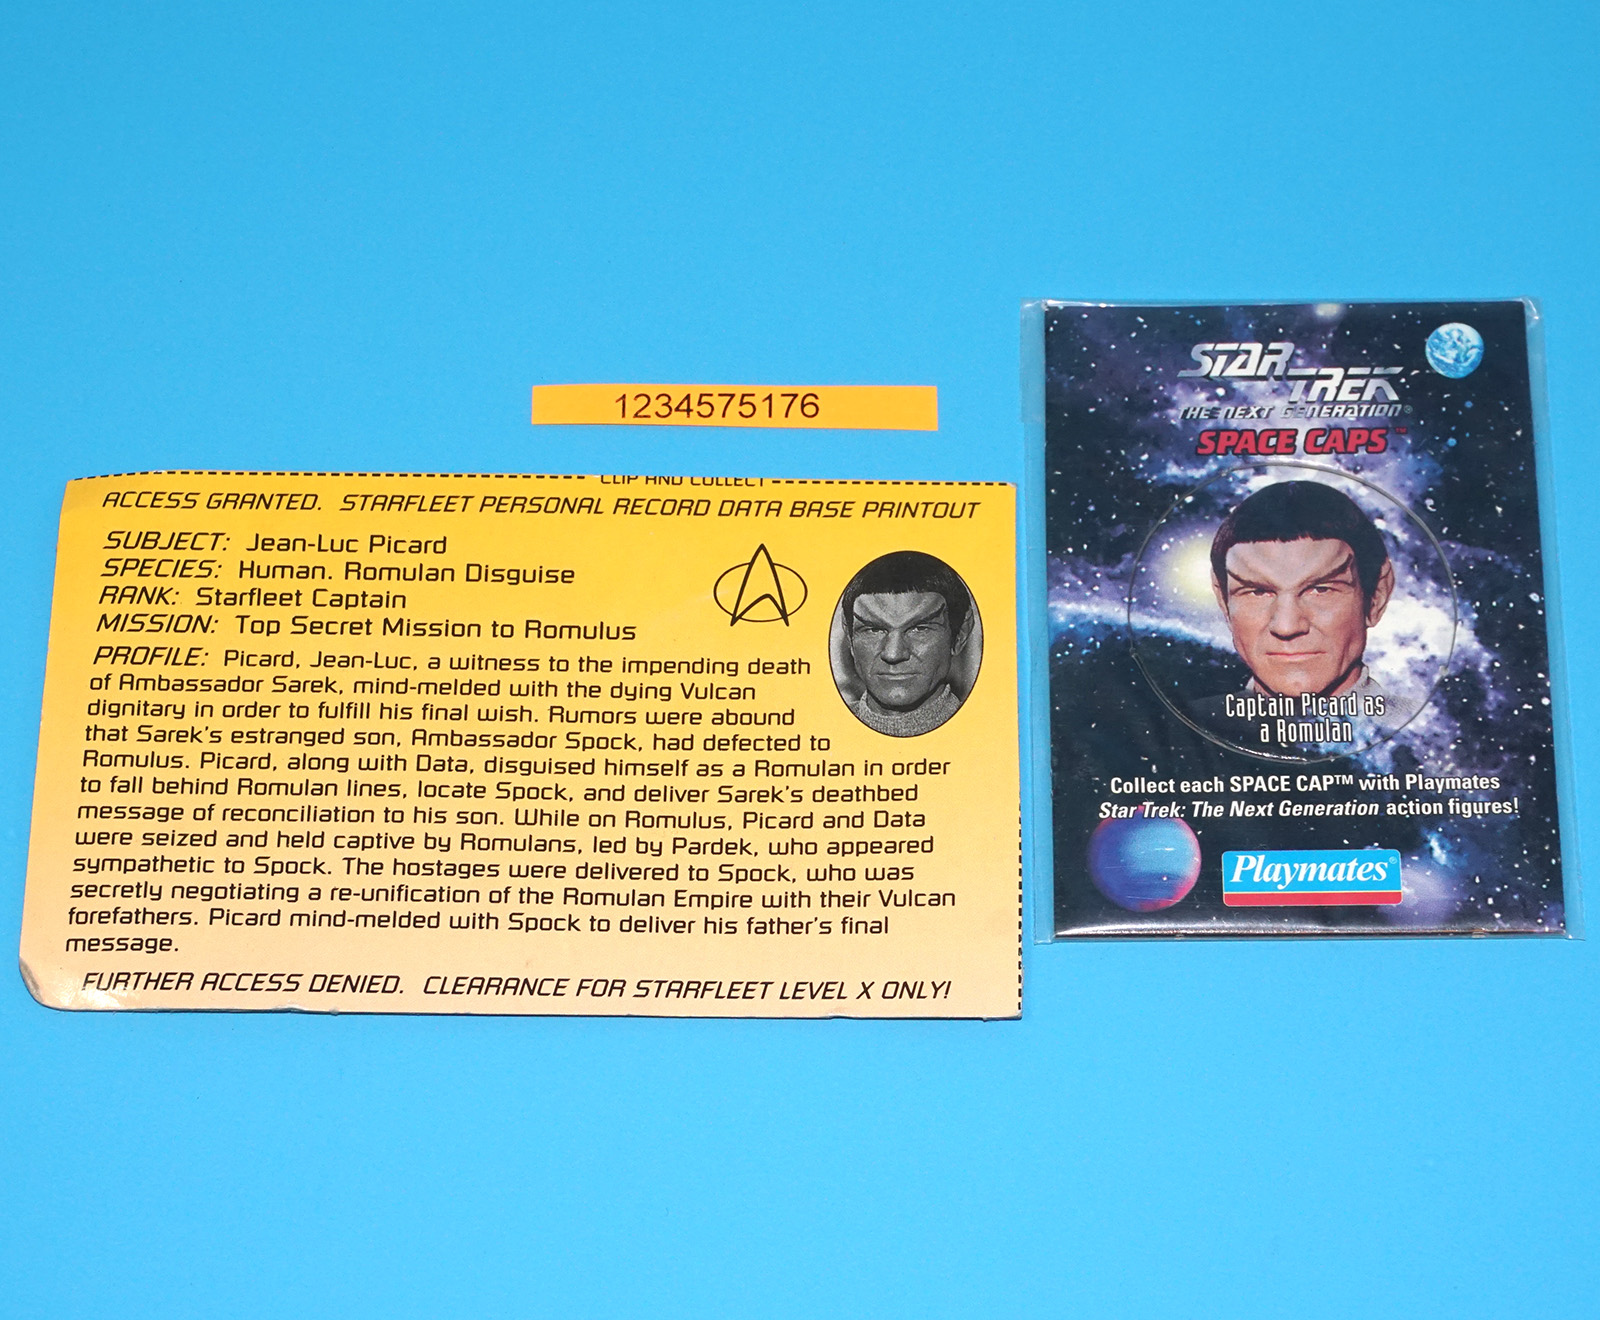 1234575176
CLIP AND COLLECT
ACCESS GRANTED. STARFLEET PERSONAL RECORD DATA BASE PRINTOUT
SUBJECT: Jean-Luc Picard
SPECIES: Human. Romulan Disguise
RANK: Starfleet Captain
MISSION: Top Secret Mission to Romulus
PROFILE: Picard, Jean-Luc, a witness to the impending death
of Ambassador Sarek, mind-melded with the dying Vulcan
dignitary in order to fulfill his final wish. Rumors were abound
that Sarek's estranged son, Ambassador Spock, had defected to
Romulus. Picard, along with Data, disguised himself as a Romulan in order
to fall behind Romulan lines, locate Spock, and deliver Sarek's deathbed
message of reconciliation to his son. While on Romulus, Picard and Data
were seized and held captive by Romulans, led by Pardek, who appeared
sympathetic to Spock. The hostages were delivered to Spock, who was
secretly negotiating a re-unification of the Romulan Empire with their Vulcan
forefathers. Picard mind-melded with Spock to deliver his father's final
message.
FURTHER ACCESS DENIED. CLEARANCE FOR STARFLEET LEVEL X ONLY!
STAR
TREK
THE NEXT GENERATION®
SPACE CAPS™
Captain Picard as
a Romulan
Collect each SPACE CAP™ with Playmates
Star Trek: The Next Generation action figures!
Playmates®